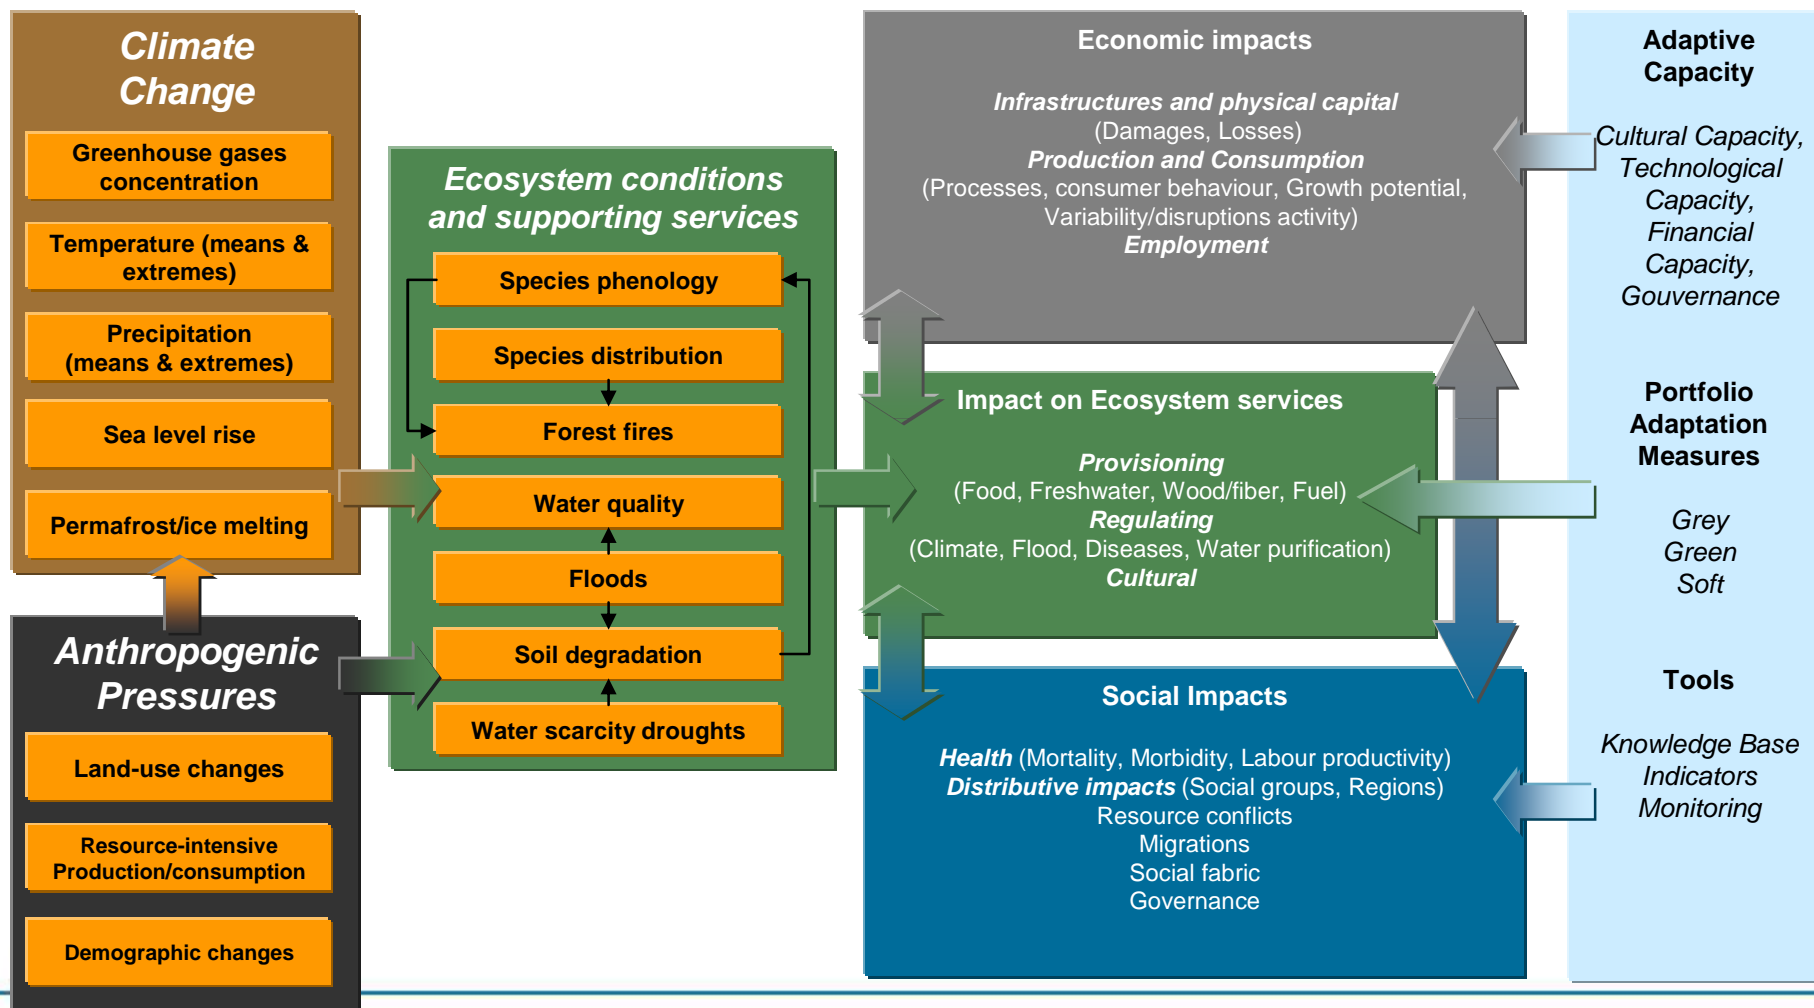 Climate
Change
Greenhouse gases
concentration
Temperature (means &
extremes)
Precipitation
(means & extremes)
Sea level rise
Permafrost/ice melting
Anthropogenic
Pressures
Land-use changes
Resource-intensive
Production/consumption
Demographic changes
Ecosystem conditions
and supporting services
Species phenology
Species distribution
Forest fires
Water quality
Floods
Soil degradation
Water scarcity droughts
Economic impacts
Infrastructures and physical capital
(Damages, Losses)
Production and Consumption
(Processes, consumer behaviour, Growth potential,
Variability/disruptions activity)
Employment
Impact on Ecosystem services
Provisioning
(Food, Freshwater, Wood/fiber, Fuel)
Regulating
(Climate, Flood, Diseases, Water purification)
Cultural
Social Impacts
Health (Mortality, Morbidity, Labour productivity)
Distributive impacts (Social groups, Regions)
Resource conflicts
Migrations
Social fabric
Governance
Adaptive
Capacity
Cultural Capacity,
Technological
Capacity,
Financial
Capacity,
Gouvernance
Portfolio
Adaptation
Measures
Grey
Green
Soft
Tools
Knowledge Base
Indicators
Monitoring